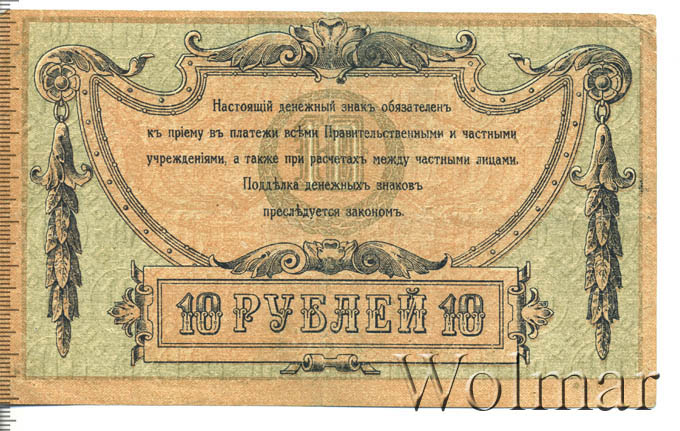 Настоящій денежный знакъ обязателенъ
къ пріему въ платежи всѣми Правительственными и частными
учрежденіями, а также при расчетахъ между частными лицами.
Поддѣлка денежныхъ знаковъ
преслѣдуется закономъ.
10
10 РУБЛЕЙ 10
Wolmar